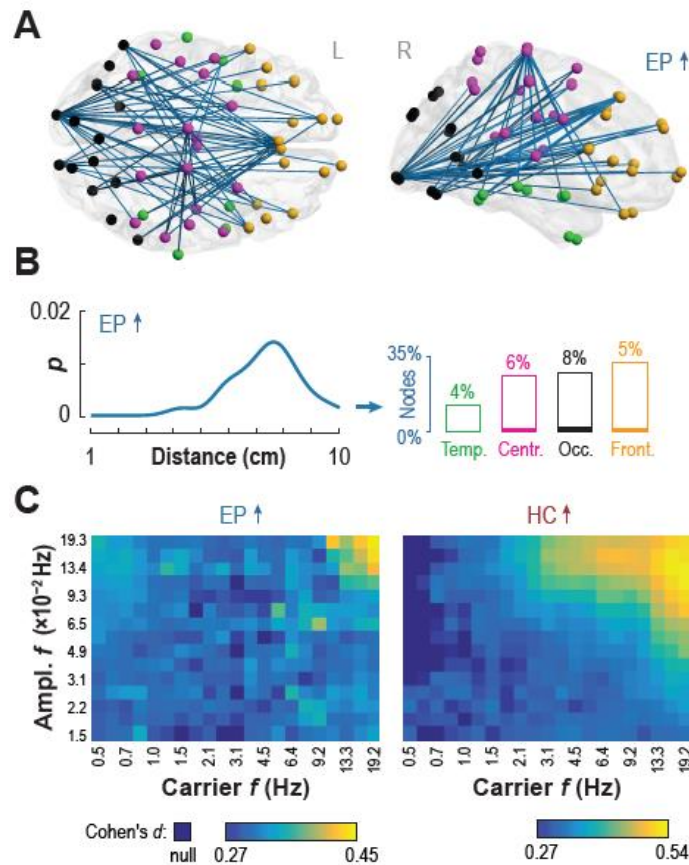 A
L
R
EP ↑
B
0.02
EP ↑
p
0
1
10
Distance (cm)
35%
Nodes
0%
4%
6%
8%
5%
Temp.
Centr.
Occ.
Front.
C
EP ↑
HC ↑
Ampl. f (×10⁻² Hz)
19.3
13.4
9.3
6.5
4.9
3.1
2.2
1.5
0.5 0.7 1.0 1.5 2.1 3.1 4.5 6.4 9.2 13.3 19.2
0.5 0.7 1.0 1.5 2.1 3.1 4.5 6.4 9.2 13.3 19.2
Carrier f (Hz)
Carrier f (Hz)
Cohen's d:
null
0.27
0.45
0.27
0.54